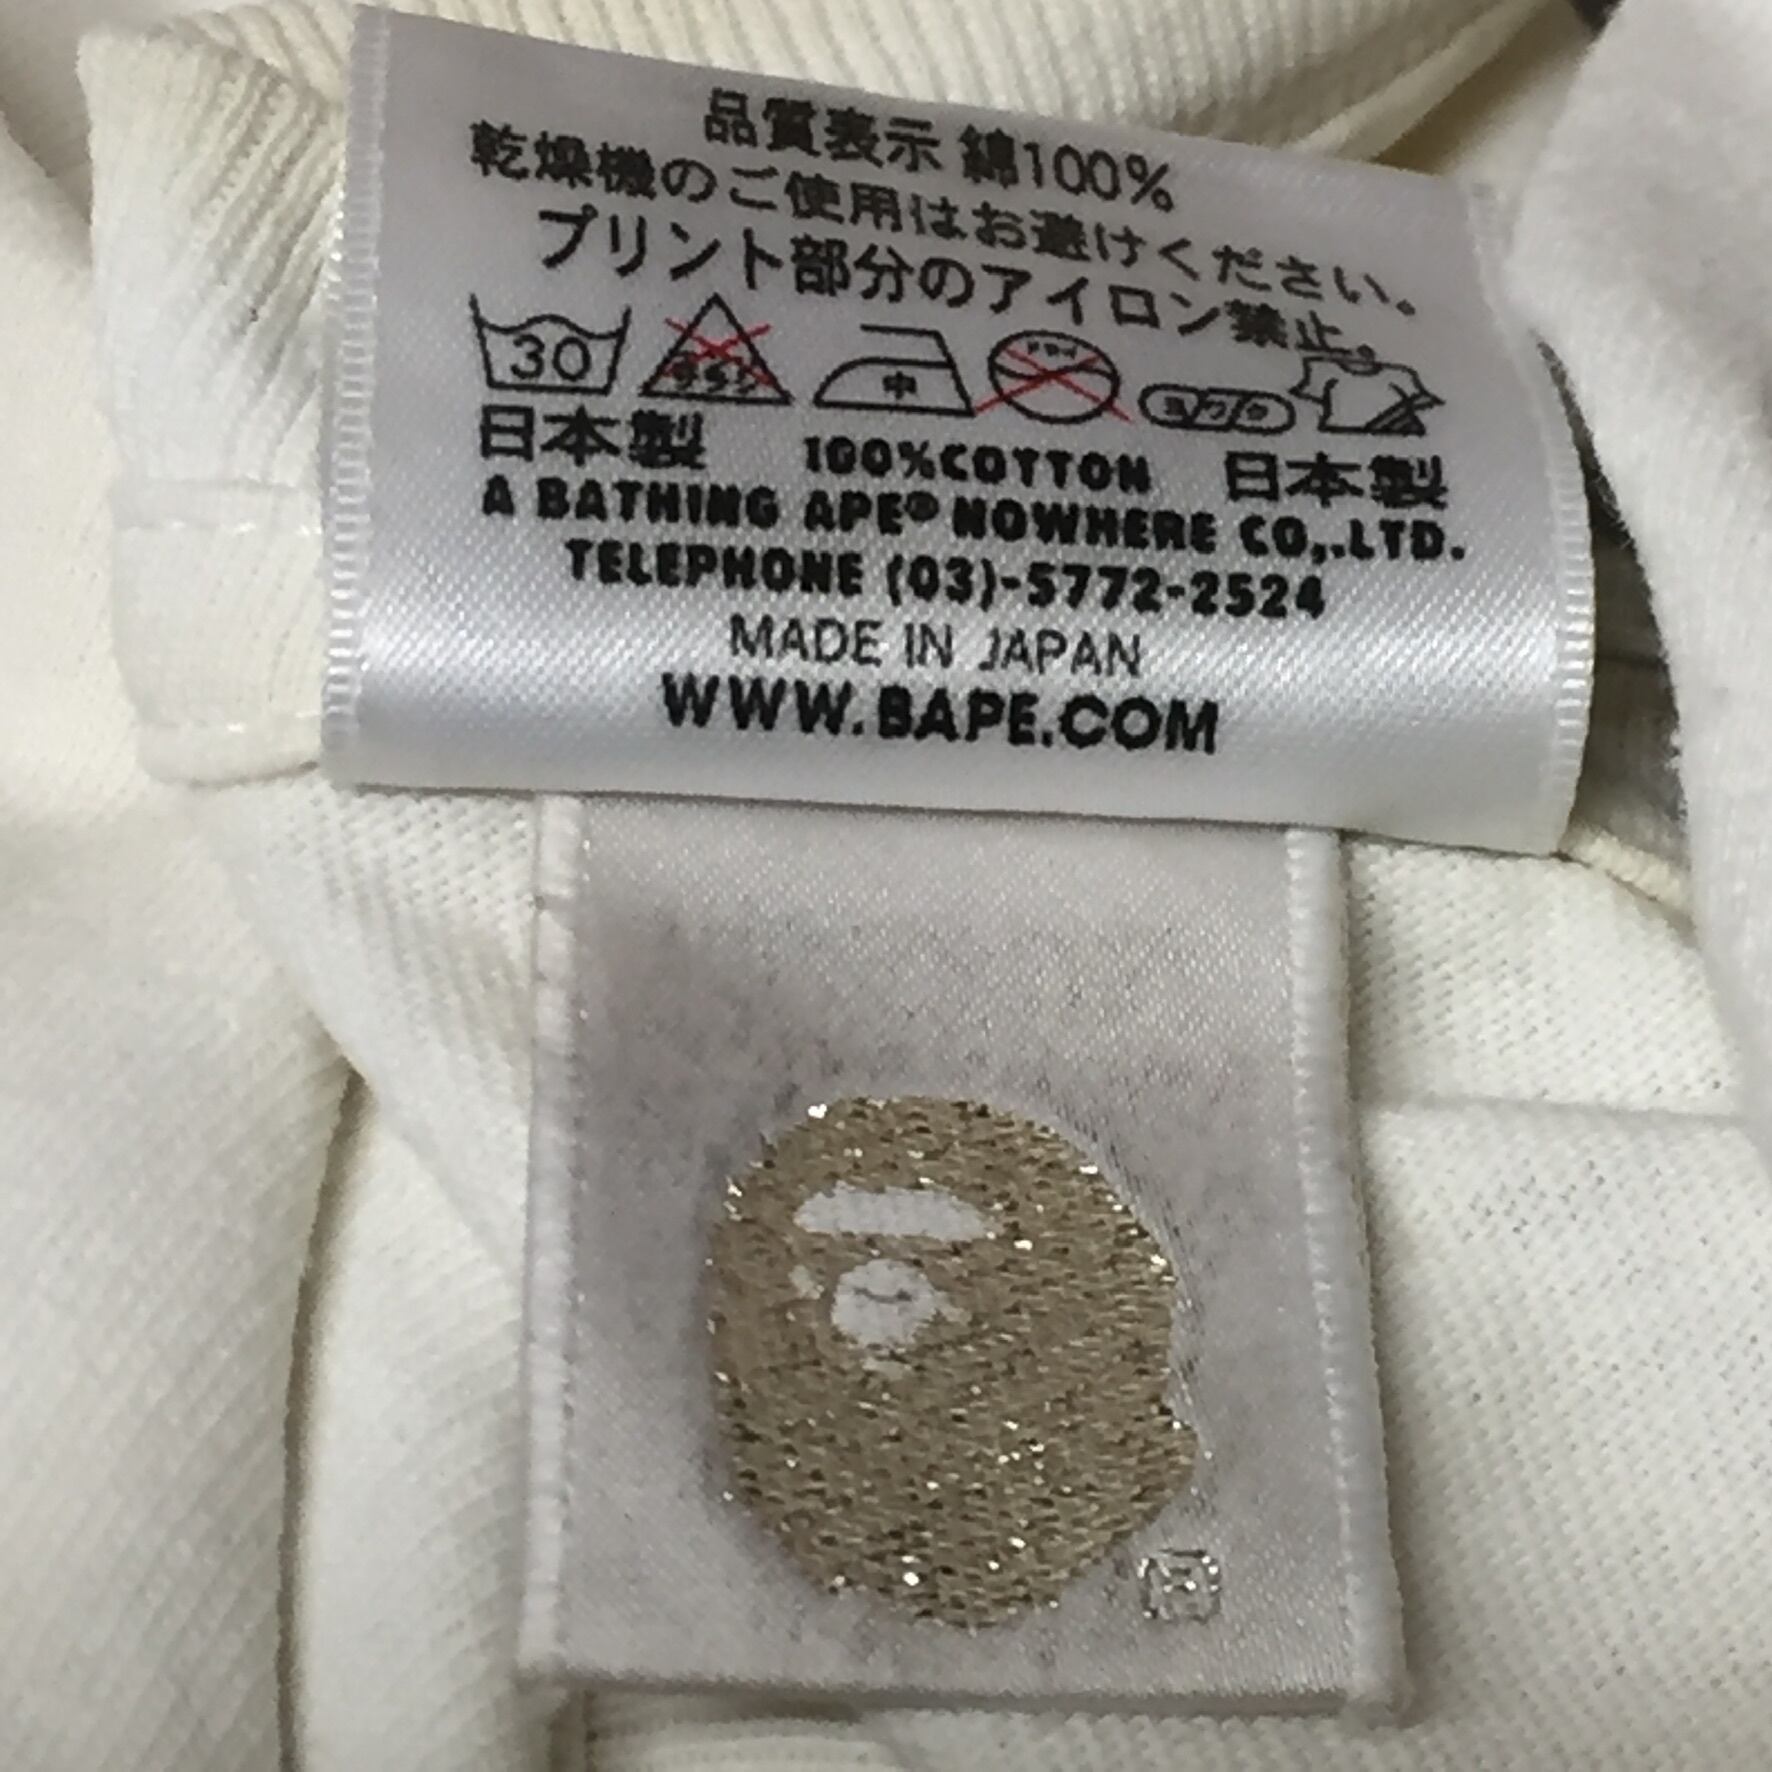 品質表示 綿100%
乾燥機のご使用はお避けください。
プリント部分のアイロン禁止。
30 中 ヨワク
日本製 100%COTTON 日本製
A BATHING APE® NOWHERE CO,.LTD.
TELEPHONE (03)-5772-2524
MADE IN JAPAN
WWW.BAPE.COM